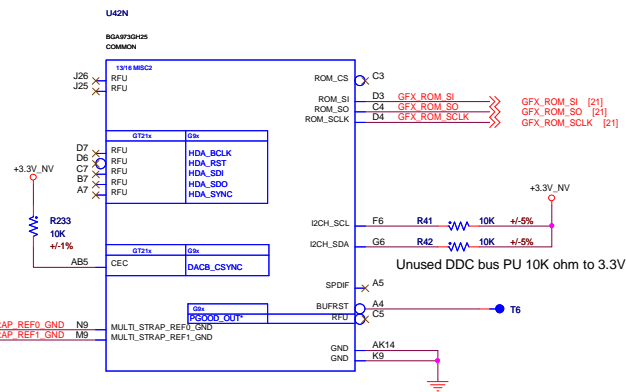 U42N
BGA973GH25
COMMON
13/16 MISC2
J26 RFU ROM_CS C3
J25 RFU
ROM_SI D3 GFX_ROM_SI GFX_ROM_SI [21]
ROM_SO C4 GFX_ROM_SO GFX_ROM_SO [21]
ROM_SCLK D4 GFX_ROM_SCLK GFX_ROM_SCLK [21]
GT21x G9x
D7 RFU HDA_BCLK
D6 RFU HDA_RST
C7 RFU HDA_SDI
B7 RFU HDA_SDO
A7 RFU HDA_SYNC
+3.3V_NV
+3.3V_NV
R233
10K
+/-1%
I2CH_SCL F6 R41 10K +/-5%
I2CH_SDA G6 R42 10K +/-5%
Unused DDC bus PU 10K ohm to 3.3V
GT21x G9x
AB5 CEC DACB_CSYNC
SPDIF A5
G9x
BUFRST A4 T6
PGOOD_OUT* RFU C5
AP_REF0_GND N9 MULTI_STRAP_REF0_GND
AP_REF1_GND M9 MULTI_STRAP_REF1_GND
GND AK14
GND K9